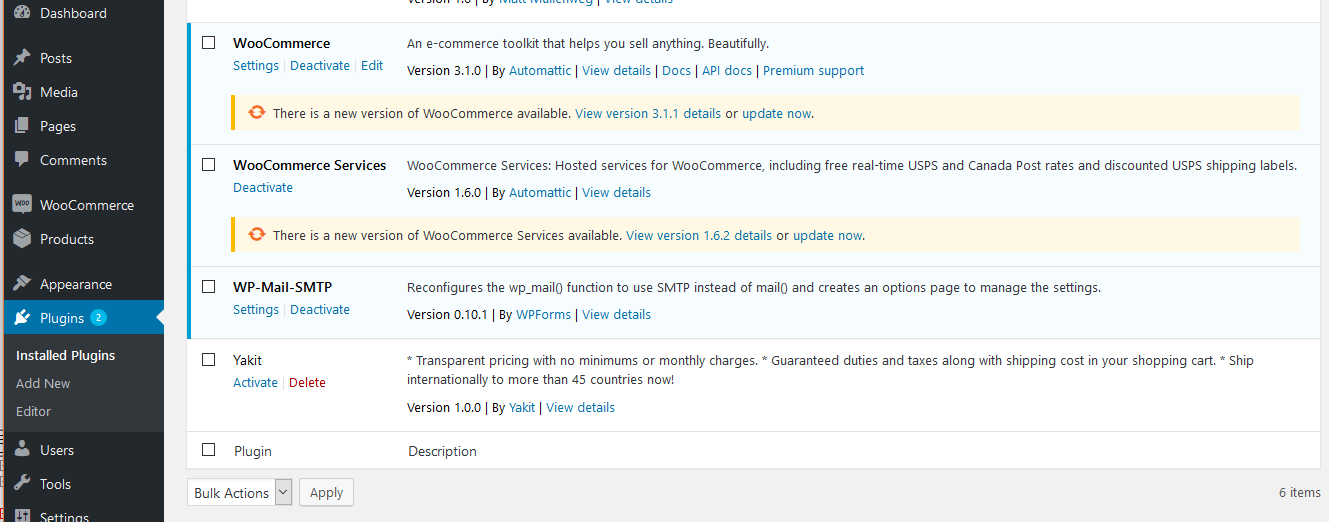 Dashboard
Posts
Media
Pages
Comments
WooCommerce
Products
Appearance
Plugins 2
Installed Plugins
Add New
Editor
Users
Tools
Settings
Version 1.6 | By Matt Mullenweg | View details
WooCommerce
Settings | Deactivate | Edit
An e-commerce toolkit that helps you sell anything. Beautifully.
Version 3.1.0 | By Automattic | View details | Docs | API docs | Premium support
There is a new version of WooCommerce available. View version 3.1.1 details or update now.
WooCommerce Services
Deactivate
WooCommerce Services: Hosted services for WooCommerce, including free real-time USPS and Canada Post rates and discounted USPS shipping labels.
Version 1.6.0 | By Automattic | View details
There is a new version of WooCommerce Services available. View version 1.6.2 details or update now.
WP-Mail-SMTP
Settings | Deactivate
Reconfigures the wp_mail() function to use SMTP instead of mail() and creates an options page to manage the settings.
Version 0.10.1 | By WPForms | View details
Yakit
Activate | Delete
* Transparent pricing with no minimums or monthly charges. * Guaranteed duties and taxes along with shipping cost in your shopping cart. * Ship
internationally to more than 45 countries now!
Version 1.0.0 | By Yakit | View details
Plugin
Description
Bulk Actions
Apply
6 items